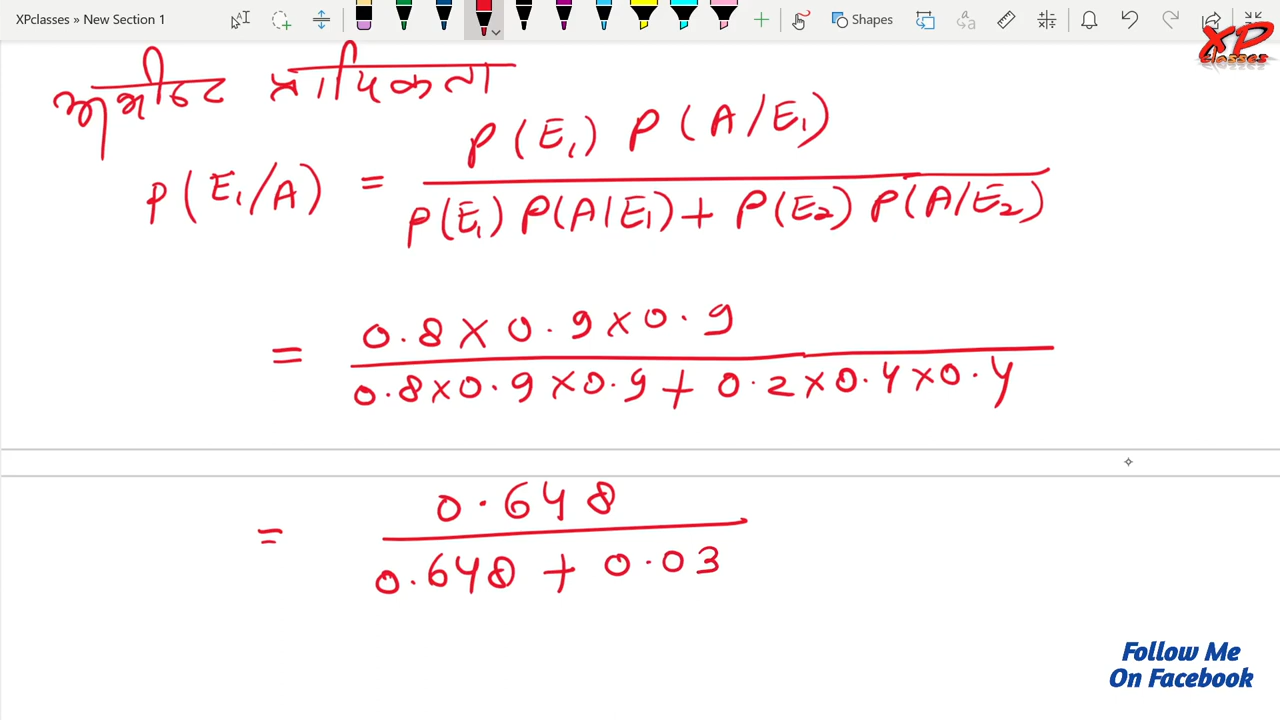 XPclasses » New Section 1
Shapes
XP
Classes
अभीष्ट प्रायिकता
P(E₁/A) = P(E₁) P(A/E₁)
P(E₁) P(A/E₁) + P(E₂) P(A/E₂)
= 0.8 × 0.9 × 0.9
0.8 × 0.9 × 0.9 + 0.2 × 0.4 × 0.4
= 0.648
0.648 + 0.03
Follow Me
On Facebook